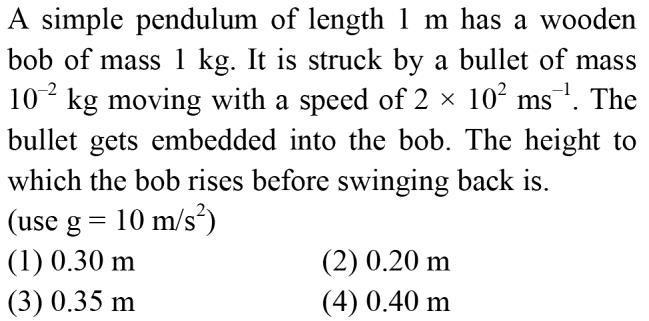 A simple pendulum of length 1 m has a wooden
bob of mass 1 kg. It is struck by a bullet of mass
10⁻² kg moving with a speed of 2 × 10² ms⁻¹. The
bullet gets embedded into the bob. The height to
which the bob rises before swinging back is.
(use g = 10 m/s²)
(1) 0.30 m (2) 0.20 m
(3) 0.35 m (4) 0.40 m